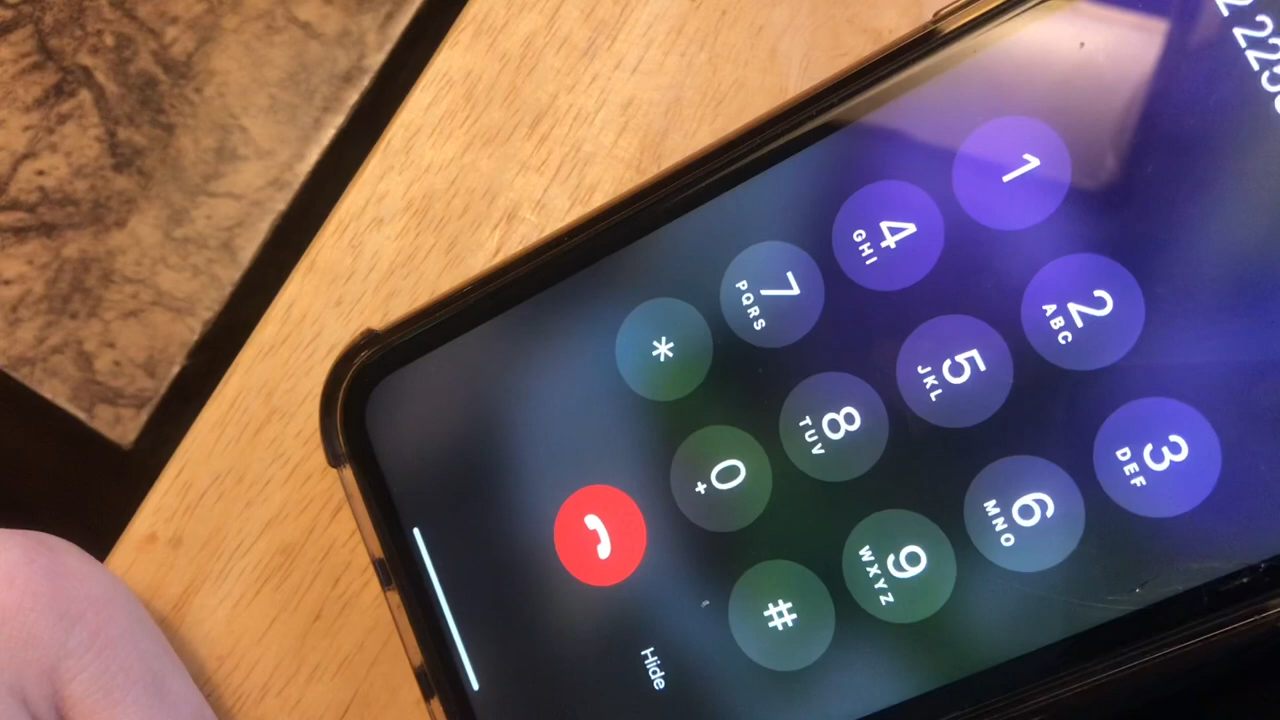 2225
1 2 3
ABC DEF
4 5 6
GHI JKL MNO
7 8 9
PQRS TUV WXYZ
* 0 #
+
Hide